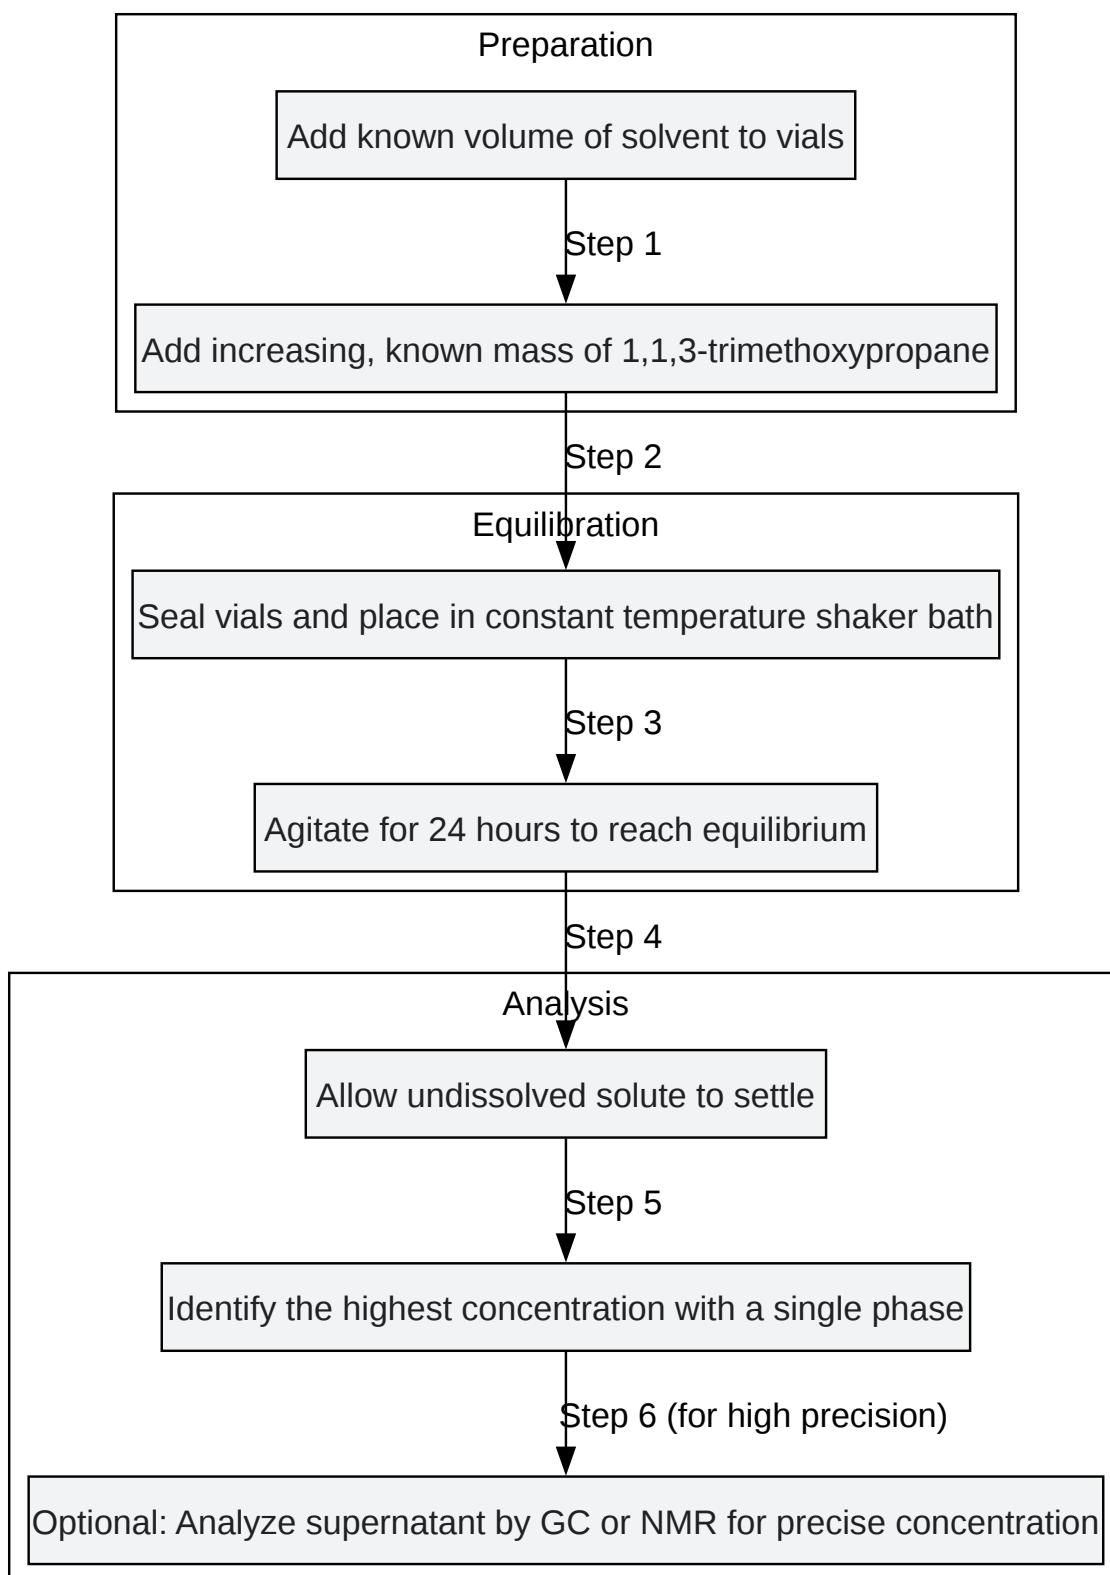 Preparation
Add known volume of solvent to vials
Step 1
Add increasing, known mass of 1,1,3-trimethoxypropane
Step 2
Equilibration
Seal vials and place in constant temperature shaker bath
Step 3
Agitate for 24 hours to reach equilibrium
Step 4
Analysis
Allow undissolved solute to settle
Step 5
Identify the highest concentration with a single phase
Step 6 (for high precision)
Optional: Analyze supernatant by GC or NMR for precise concentration